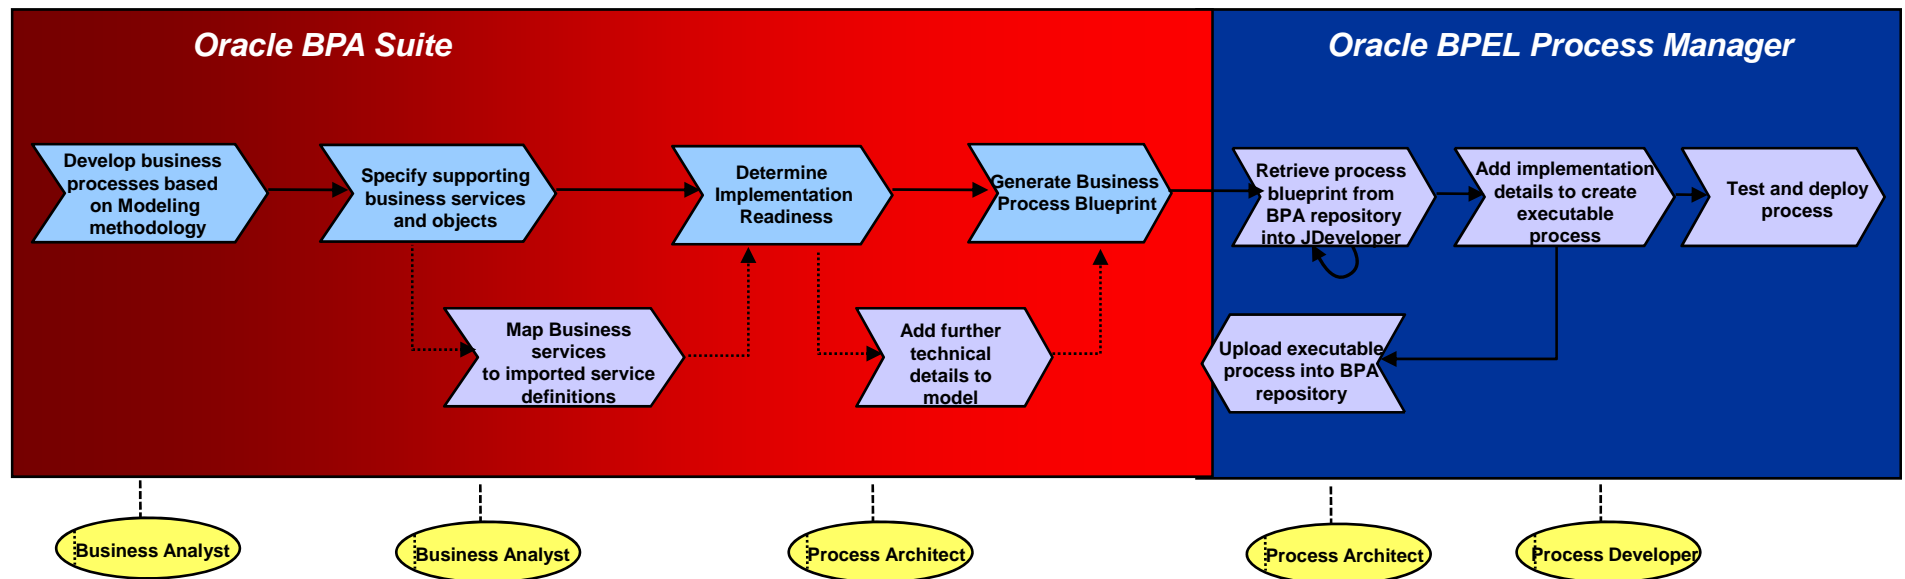 Oracle BPA Suite
Oracle BPEL Process Manager
Develop business
processes based
on Modeling
methodology
Specify supporting
business services
and objects
Determine
Implementation
Readiness
Generate Business
Process Blueprint
Retrieve process
blueprint from
BPA repository
into JDeveloper
Add implementation
details to create
executable
process
Test and deploy
process
Map Business
services
to imported service
definitions
Add further
technical
details to
model
Upload executable
process into BPA
repository
Business Analyst
Business Analyst
Process Architect
Process Architect
Process Developer